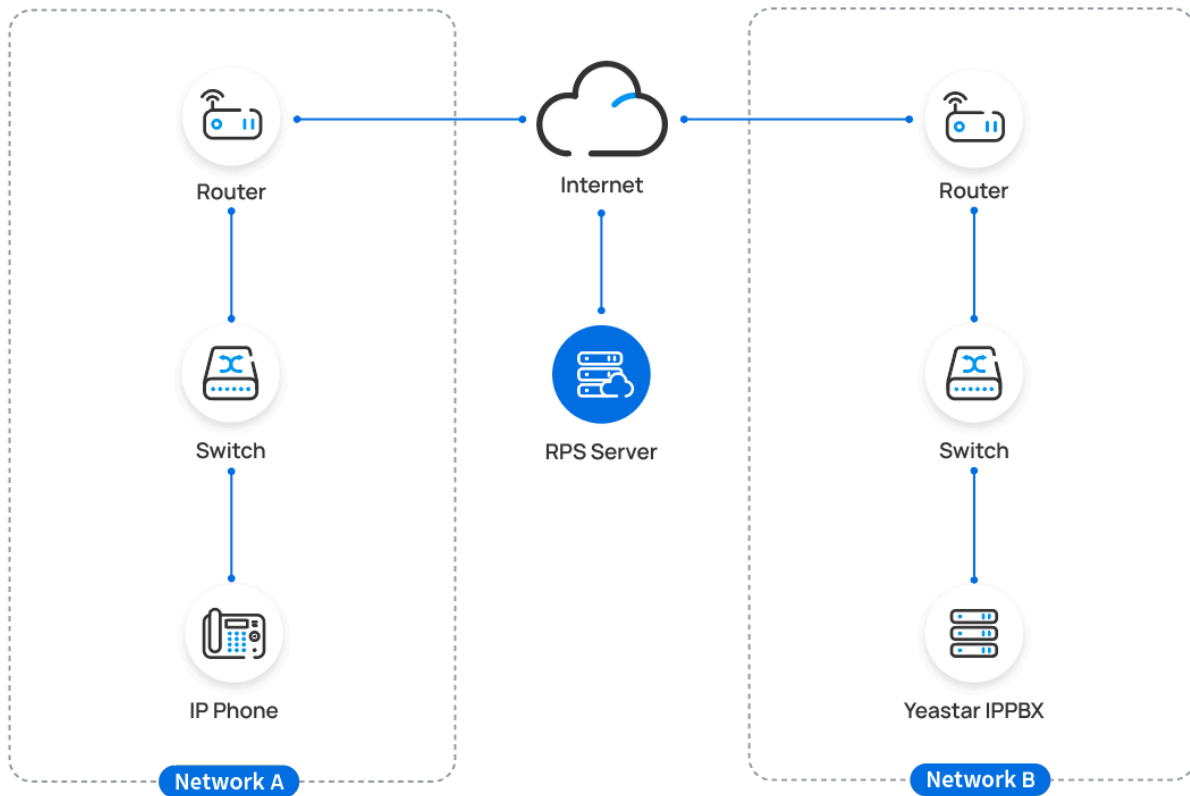 Router
Internet
Router
Switch
RPS Server
Switch
IP Phone
Yeastar IPPBX
Network A
Network B